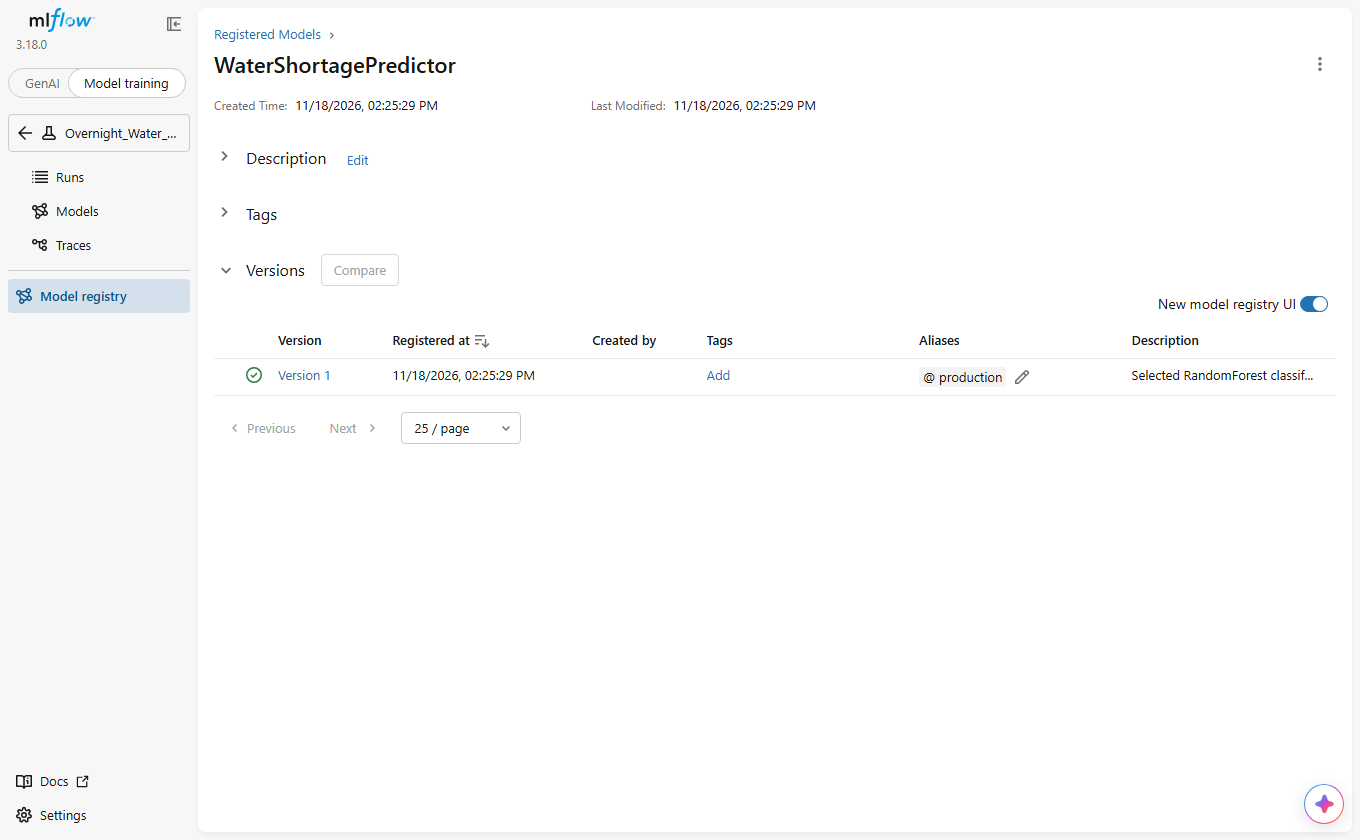 mlflow
3.18.0
GenAI Model training
Overnight_Water_...
Runs
Models
Traces
Model registry
Docs
Settings
Registered Models
WaterShortagePredictor
Created Time: 11/18/2026, 02:25:29 PM Last Modified: 11/18/2026, 02:25:29 PM
Description Edit
Tags
Versions Compare
New model registry UI
Version Registered at Created by Tags Aliases Description
Version 1 11/18/2026, 02:25:29 PM Add @ production Selected RandomForest classif...
Previous Next 25 / page